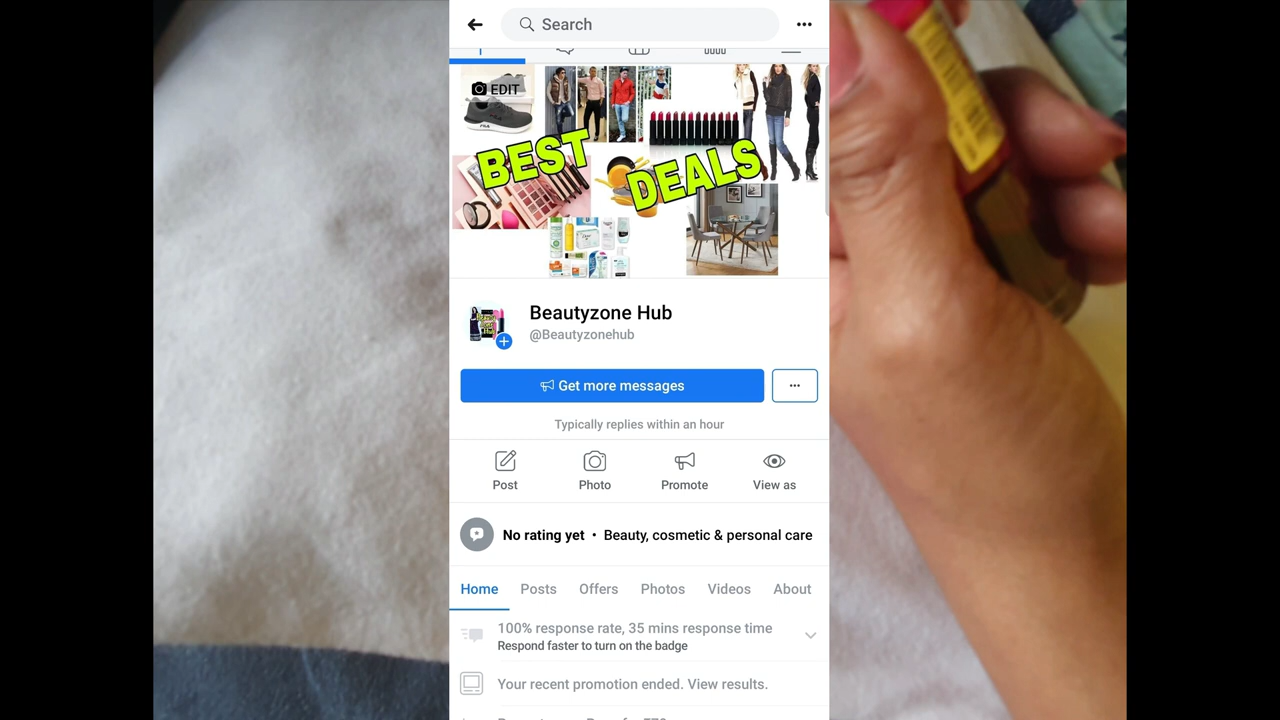 Search
EDIT
BEST
DEALS
Beautyzone Hub
@Beautyzonehub
Get more messages
Typically replies within an hour
Post Photo Promote View as
No rating yet • Beauty, cosmetic & personal care
Home Posts Offers Photos Videos About
100% response rate, 35 mins response time
Respond faster to turn on the badge
Your recent promotion ended. View results.